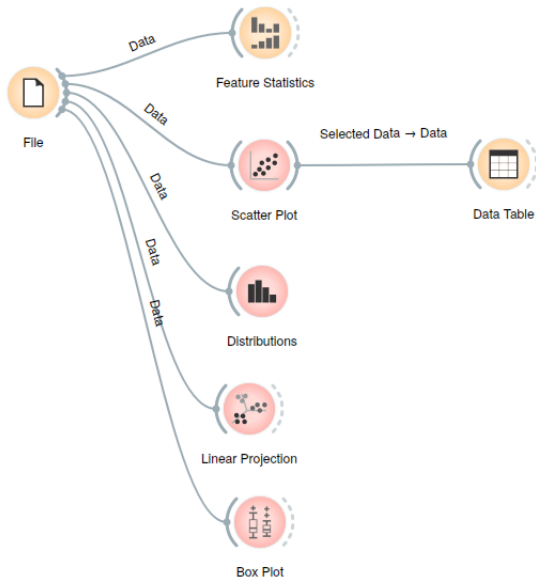 Data
Feature Statistics
File
Data
Selected Data → Data
Scatter Plot
Data Table
Data
Distributions
Data
Linear Projection
Data
Box Plot